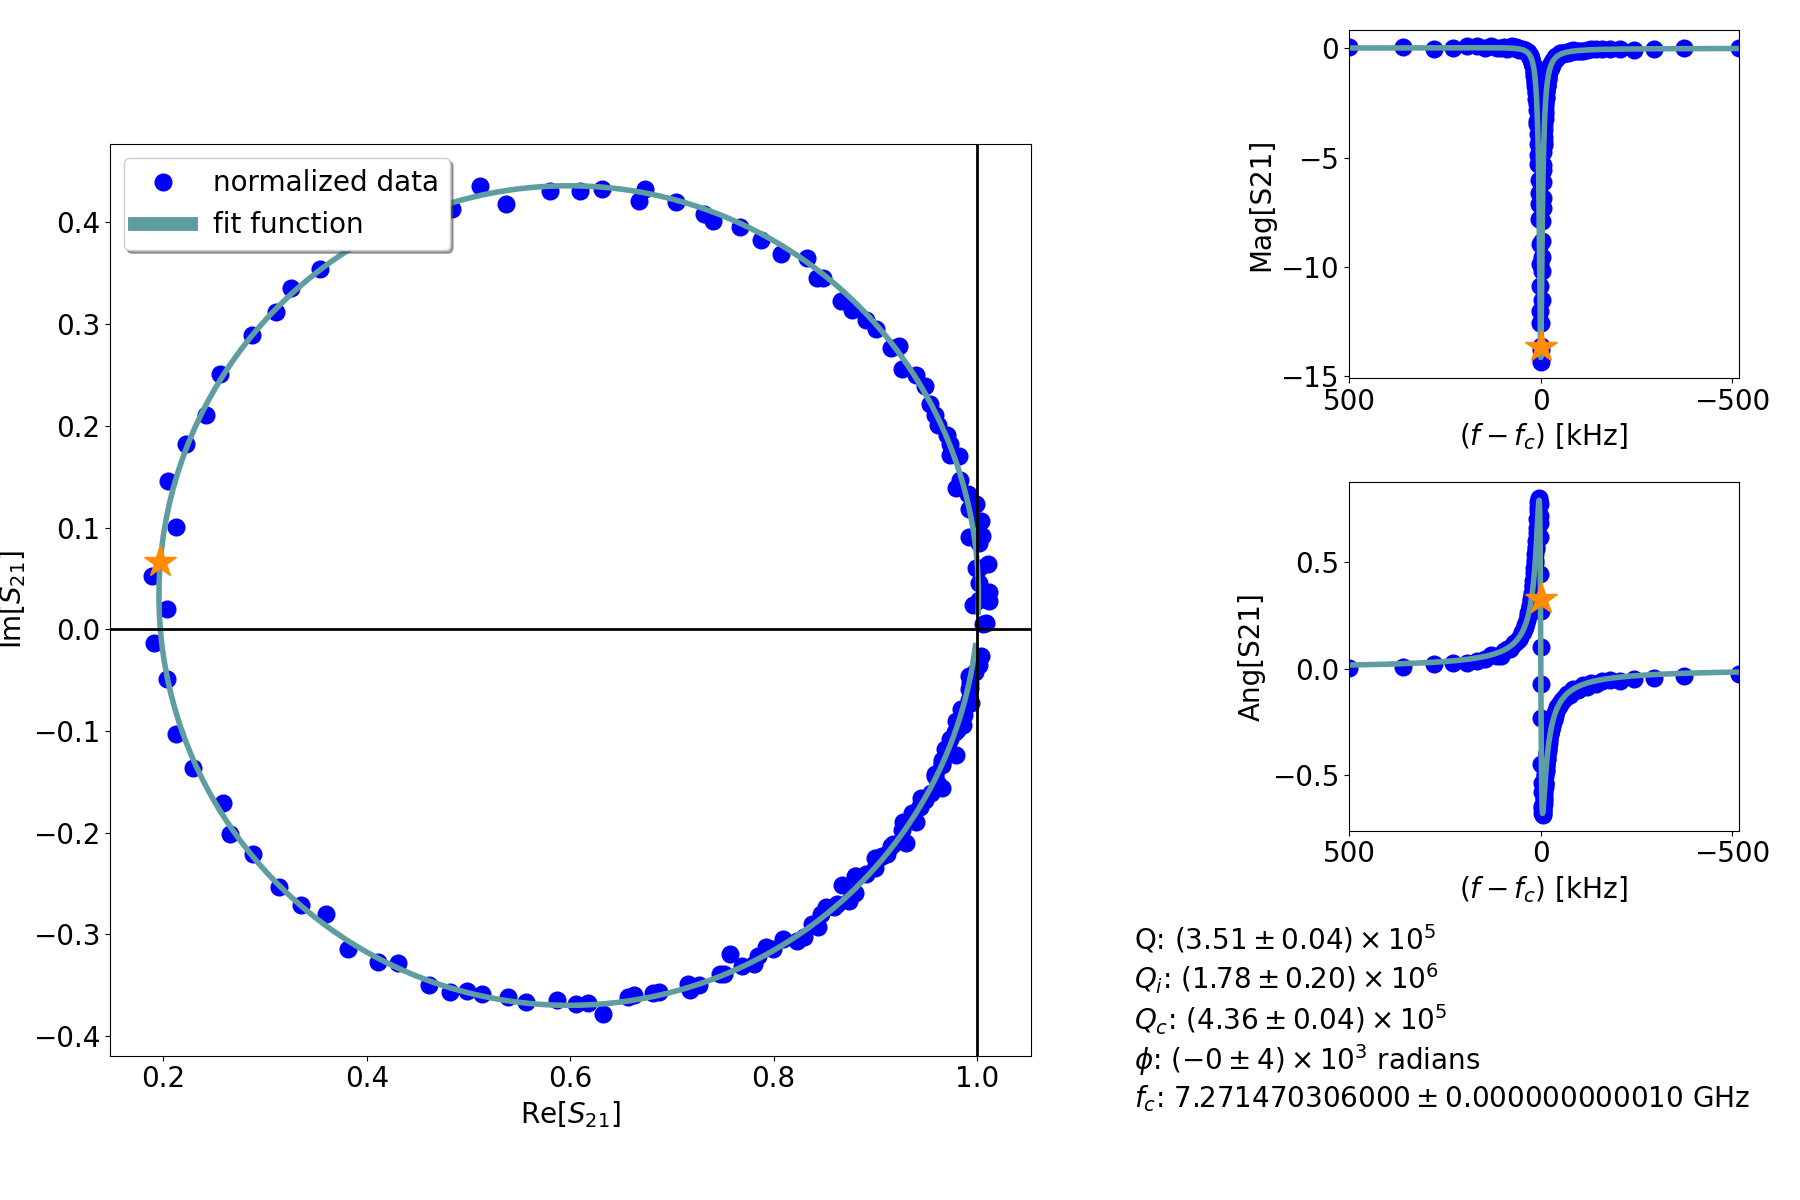 normalized data
fit function
0.4
0.3
0.2
0.1
0.0
−0.1
−0.2
−0.3
−0.4
Im[S21]
0.2
0.4
0.6
0.8
1.0
Re[S21]
0
−5
−10
−15
Mag[S21]
500
0
−500
(f − fc) [kHz]
0.5
0.0
−0.5
Ang[S21]
500
0
−500
(f − fc) [kHz]
Q: (3.51 ± 0.04) × 10^5
Qi: (1.78 ± 0.20) × 10^6
Qc: (4.36 ± 0.04) × 10^5
ϕ: (−0 ± 4) × 10^3 radians
fc: 7.271470306000 ± 0.000000000010 GHz